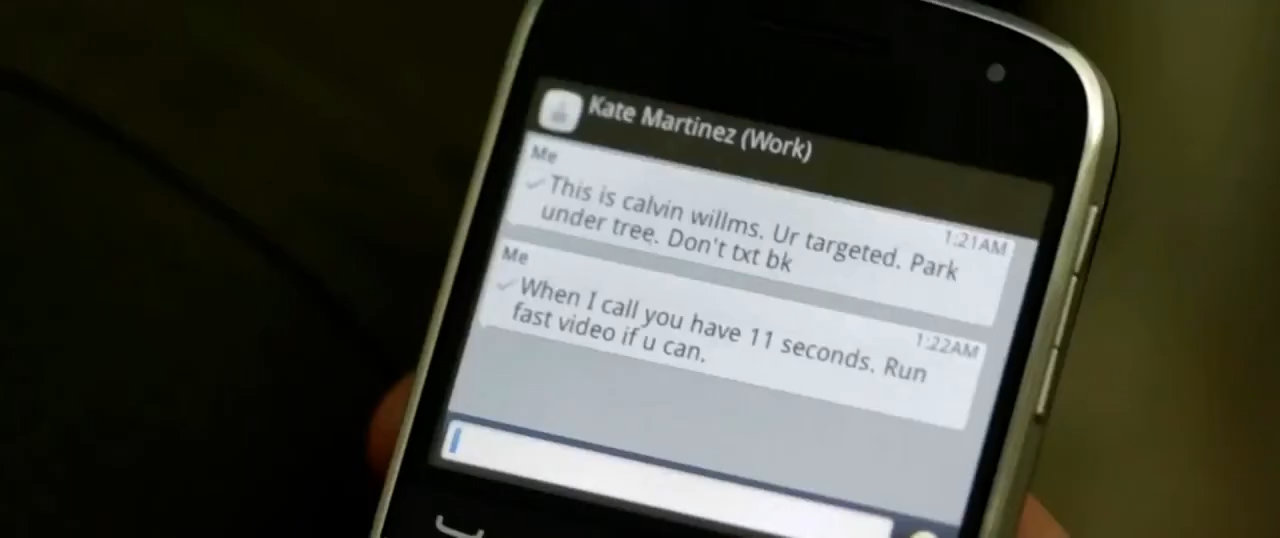 Kate Martinez (Work)
Me
This is calvin willms. Ur targeted. Park
1:21AM
under tree. Don't txt bk
Me
When I call you have 11 seconds. Run
1:22AM
fast video if u can.